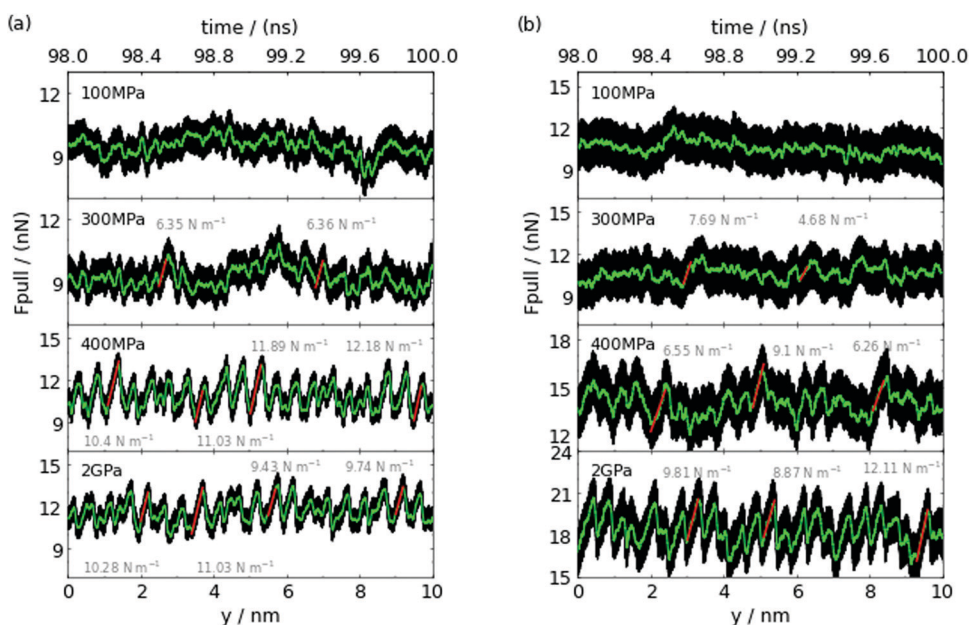 (a)
time / (ns)
98.0 98.4 98.8 99.2 99.6 100.0
Fpull / (nN)
100MPa
12
9
300MPa
6.35 N m⁻¹ 6.36 N m⁻¹
12
9
400MPa
11.89 N m⁻¹ 12.18 N m⁻¹
15
12
9
10.4 N m⁻¹ 11.03 N m⁻¹
2GPa
9.43 N m⁻¹ 9.74 N m⁻¹
15
12
9
10.28 N m⁻¹ 11.03 N m⁻¹
0 2 4 6 8 10
y / nm
(b)
time / (ns)
98.0 98.4 98.8 99.2 99.6 100.0
Fpull / (nN)
15
100MPa
12
9
15
300MPa
7.69 N m⁻¹ 4.68 N m⁻¹
12
9
18
400MPa
6.55 N m⁻¹ 9.1 N m⁻¹ 6.26 N m⁻¹
15
12
24
2GPa
9.81 N m⁻¹ 8.87 N m⁻¹ 12.11 N m⁻¹
21
18
15
0 2 4 6 8 10
y / nm